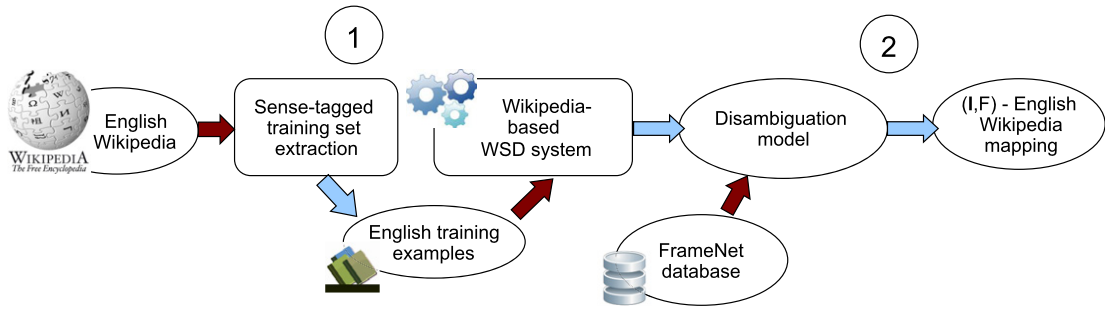 1
2
WIKIPEDIA
The Free Encyclopedia
English
Wikipedia
Sense-tagged
training set
extraction
English training
examples
Wikipedia-
based
WSD system
Disambiguation
model
FrameNet
database
(l,F) - English
Wikipedia
mapping